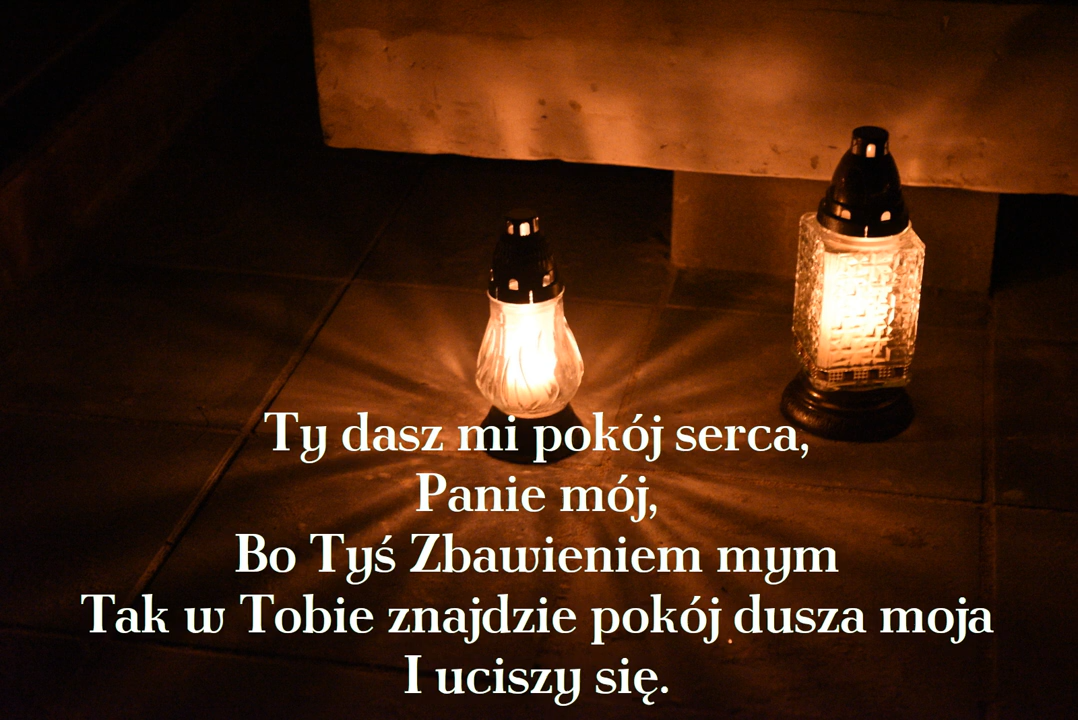 Ty dasz mi pokój serca,
Panie mój,
Bo Tyś Zbawieniem mym
Tak w Tobie znajdzie pokój dusza moja
I uciszy się.